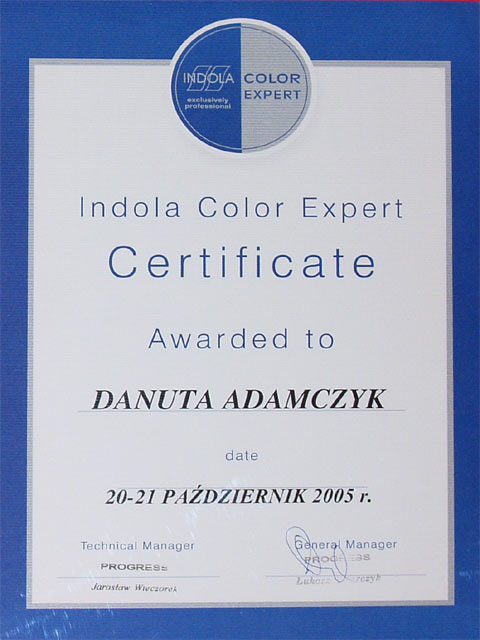 INDOLA
exclusively
professional
COLOR
EXPERT
Indola Color Expert
Certificate
Awarded to
DANUTA ADAMCZYK
date
20-21 PAŹDZIERNIK 2005 r.
Technical Manager
General Manager
PROGRESS
PROGRESS
Jarosław Wieczorek
Łukasz